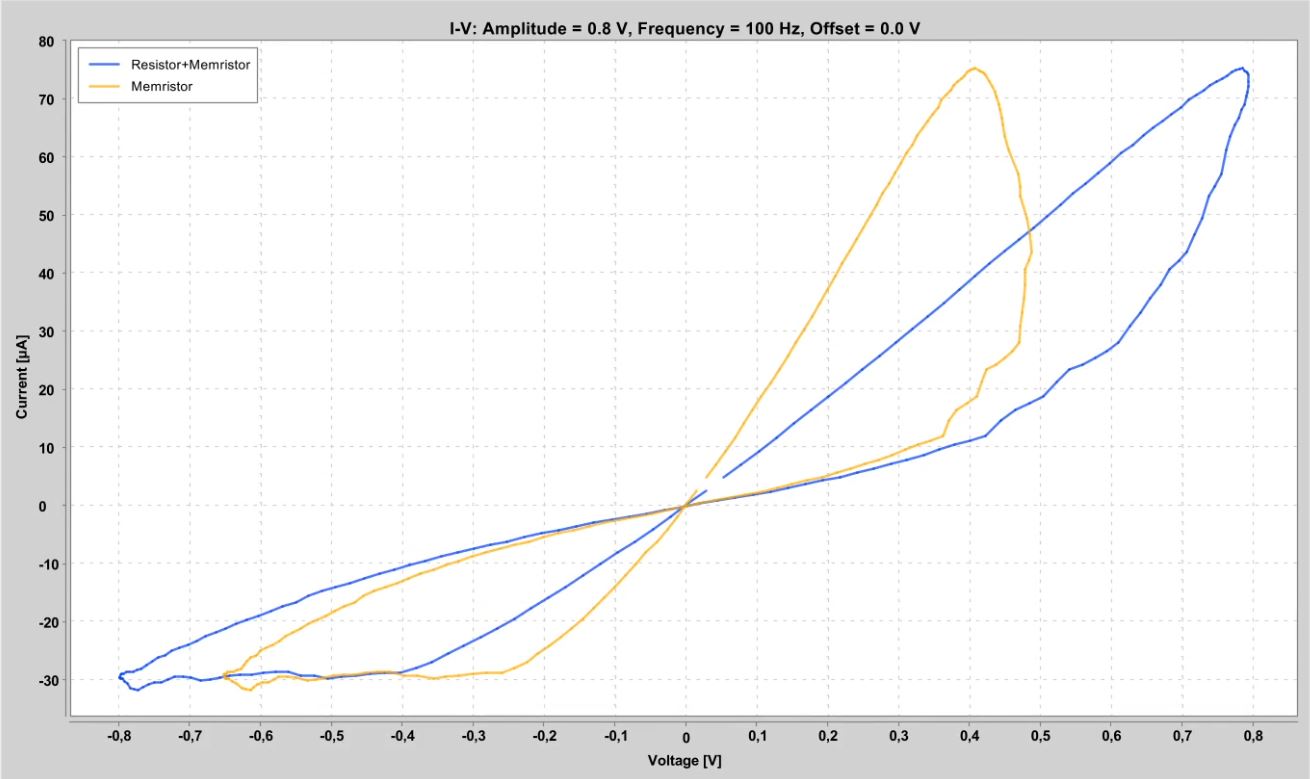 I-V: Amplitude = 0.8 V, Frequency = 100 Hz, Offset = 0.0 V
80
Resistor+Memristor
Memristor
70
60
50
40
30
20
10
0
-10
-20
-30
Current [µA]
-0,8 -0,7 -0,6 -0,5 -0,4 -0,3 -0,2 -0,1 0 0,1 0,2 0,3 0,4 0,5 0,6 0,7 0,8
Voltage [V]